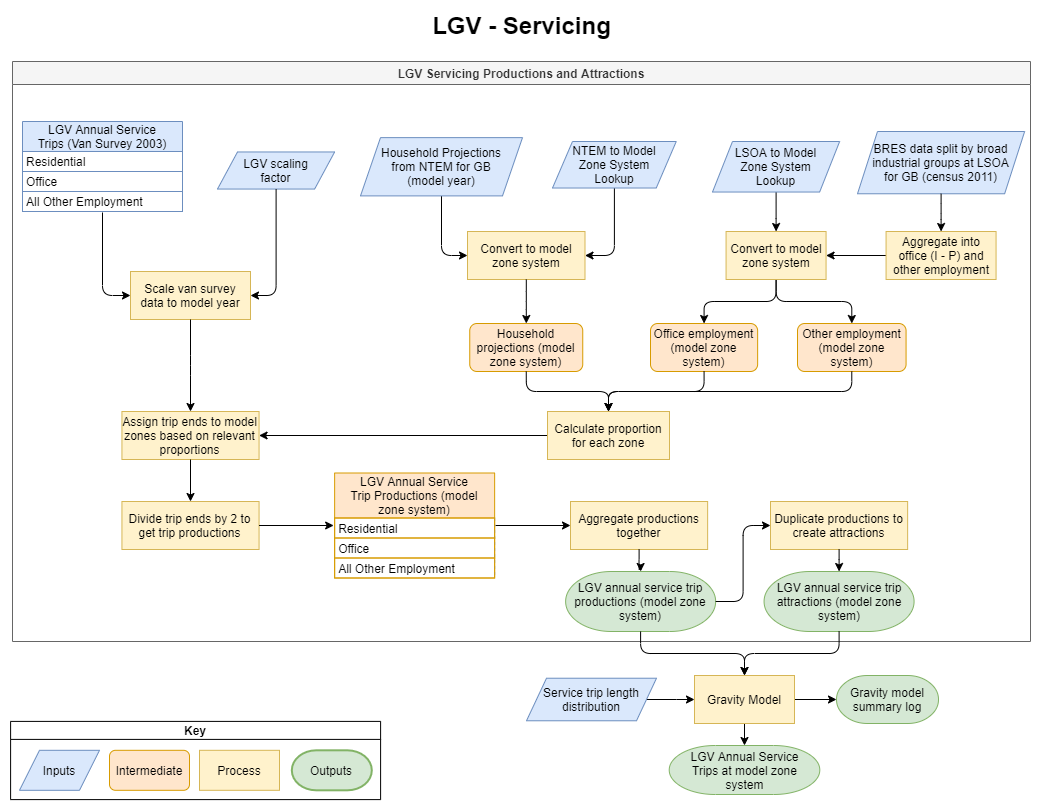 LGV - Servicing
LGV Servicing Productions and Attractions
LGV Annual Service
Trips (Van Survey 2003)
Residential
Office
All Other Employment
LGV scaling
factor
Household Projections
from NTEM for GB
(model year)
NTEM to Model
Zone System
Lookup
LSOA to Model
Zone System
Lookup
BRES data split by broad
industrial groups at LSOA
for GB (census 2011)
Scale van survey
data to model year
Convert to model
zone system
Convert to model
zone system
Aggregate into
office (I - P) and
other employment
Household
projections (model
zone system)
Office employment
(model zone
system)
Other employment
(model zone
system)
Assign trip ends to model
zones based on relevant
proportions
Calculate proportion
for each zone
Divide trip ends by 2 to
get trip productions
LGV Annual Service
Trip Productions (model
zone system)
Residential
Office
All Other Employment
Aggregate productions
together
Duplicate productions to
create attractions
LGV annual service trip
productions (model zone
system)
LGV annual service trip
attractions (model zone
system)
Service trip length
distribution
Gravity Model
Gravity model
summary log
LGV Annual Service
Trips at model zone
system
Key
Inputs
Intermediate
Process
Outputs